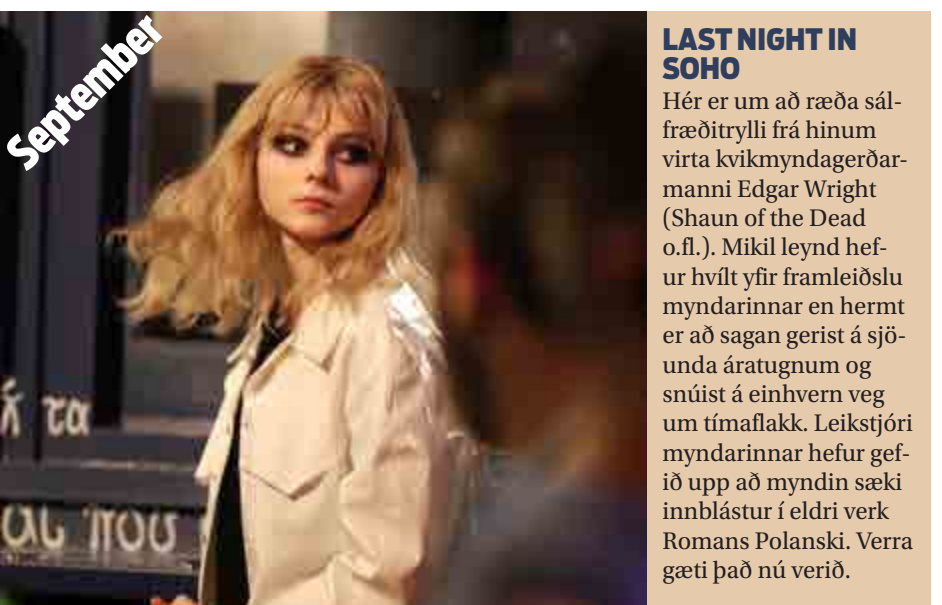 September
LAST NIGHT IN
SOHO
Hér er um að ræða sál-
fræðitrylli frá hinum
virta kvikmyndagerðar-
manni Edgar Wright
(Shaun of the Dead
o.fl.). Mikil leynd hef-
ur hvílt yfir framleiðslu
myndarinnar en hermt
er að sagan gerist á sjö-
unda áratugnum og
snúist á einhvern veg
um tímaflakk. Leikstjóri
myndarinnar hefur gef-
ið upp að myndin sæki
innblástur í eldri verk
Romans Polanski. Verra
gæti það nú verið.
τα
που